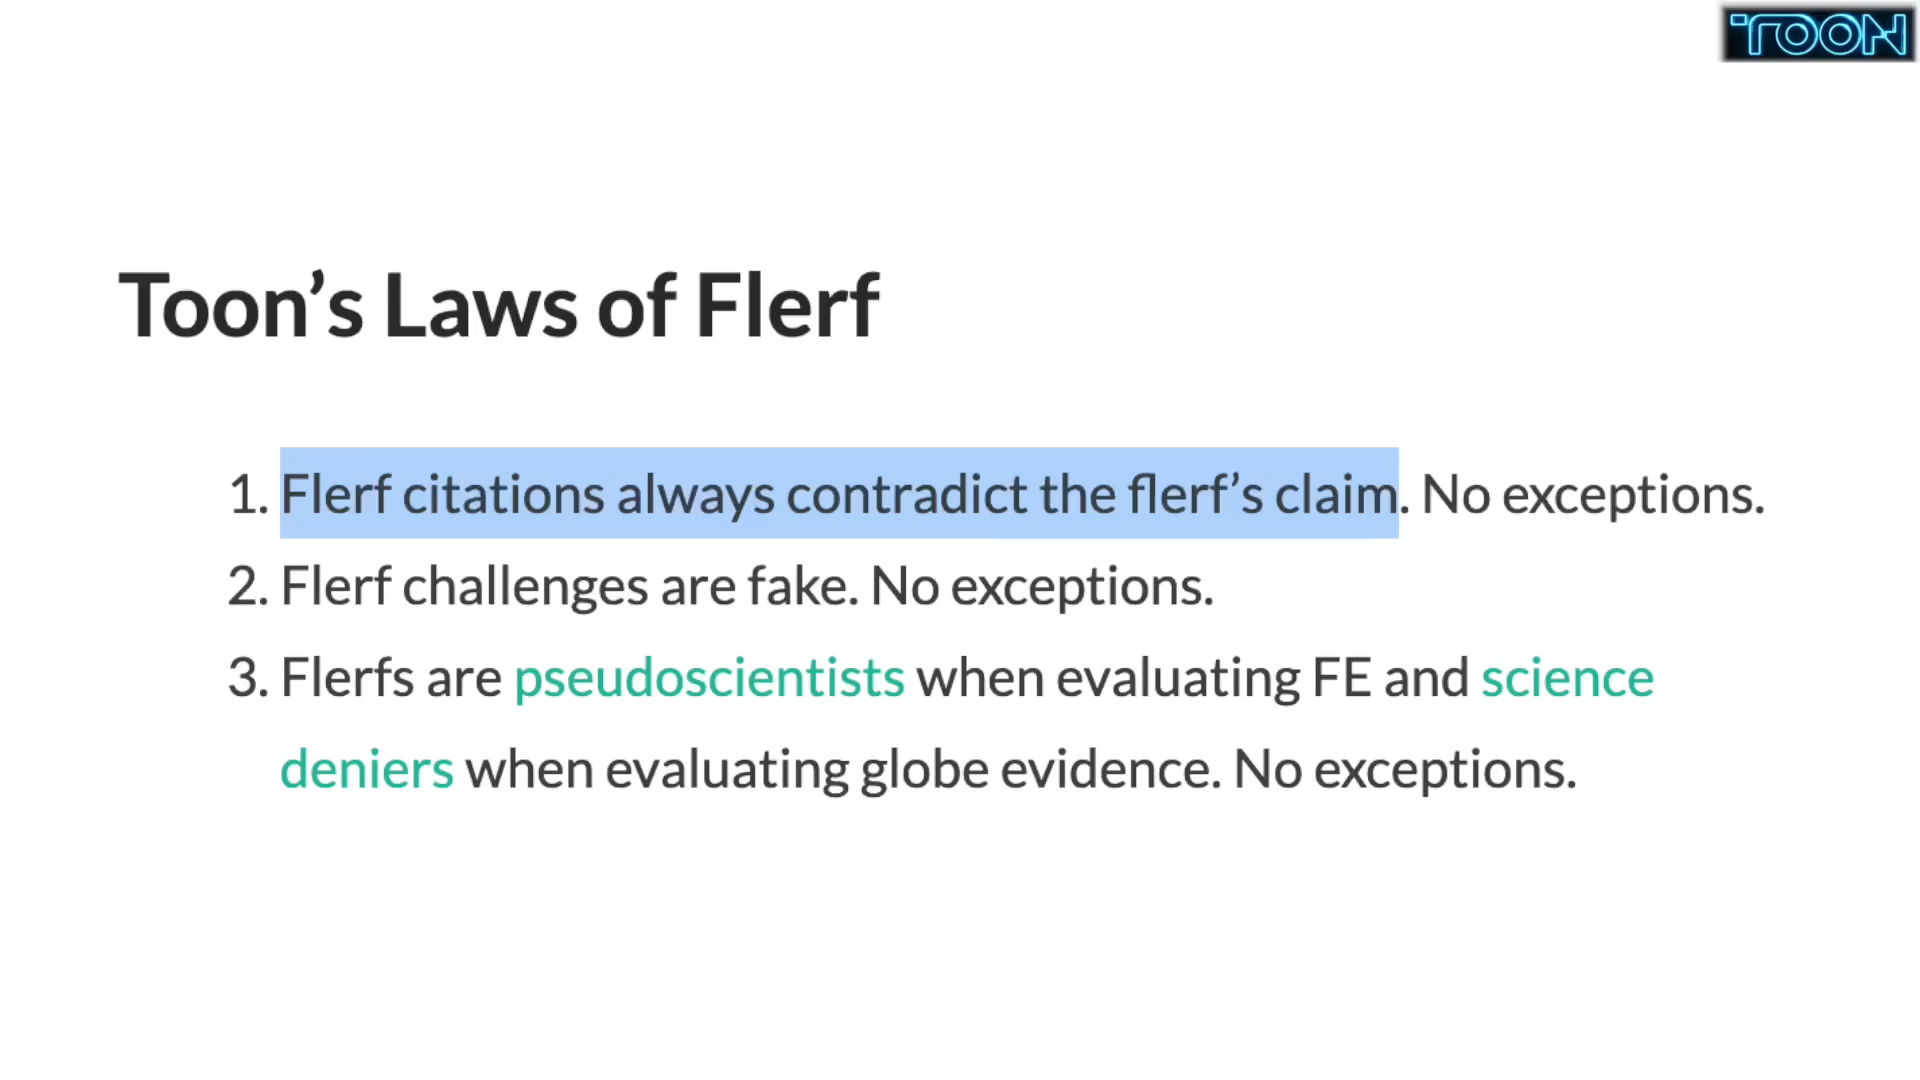 TOON
Toon’s Laws of Flerf
1. Flerf citations always contradict the flerf’s claim. No exceptions.
2. Flerf challenges are fake. No exceptions.
3. Flerfs are pseudoscientists when evaluating FE and science
deniers when evaluating globe evidence. No exceptions.